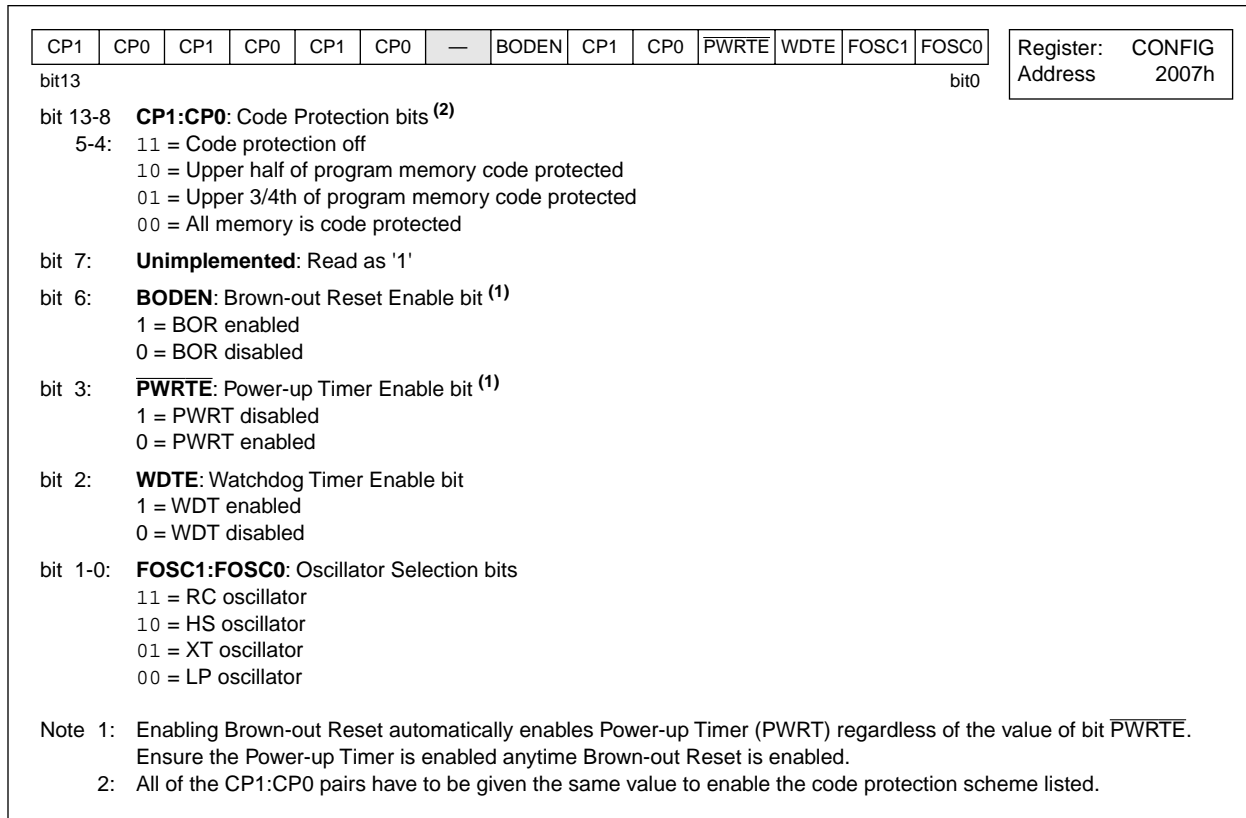 CP1 CP0 CP1 CP0 CP1 CP0 — BODEN CP1 CP0 PWRTE WDTE FOSC1 FOSC0
bit13 bit0
Register: CONFIG
Address 2007h
bit 13-8 CP1:CP0: Code Protection bits (2)
5-4: 11 = Code protection off
10 = Upper half of program memory code protected
01 = Upper 3/4th of program memory code protected
00 = All memory is code protected
bit 7: Unimplemented: Read as '1'
bit 6: BODEN: Brown-out Reset Enable bit (1)
1 = BOR enabled
0 = BOR disabled
bit 3: PWRTE: Power-up Timer Enable bit (1)
1 = PWRT disabled
0 = PWRT enabled
bit 2: WDTE: Watchdog Timer Enable bit
1 = WDT enabled
0 = WDT disabled
bit 1-0: FOSC1:FOSC0: Oscillator Selection bits
11 = RC oscillator
10 = HS oscillator
01 = XT oscillator
00 = LP oscillator
Note 1: Enabling Brown-out Reset automatically enables Power-up Timer (PWRT) regardless of the value of bit PWRTE.
Ensure the Power-up Timer is enabled anytime Brown-out Reset is enabled.
2: All of the CP1:CP0 pairs have to be given the same value to enable the code protection scheme listed.